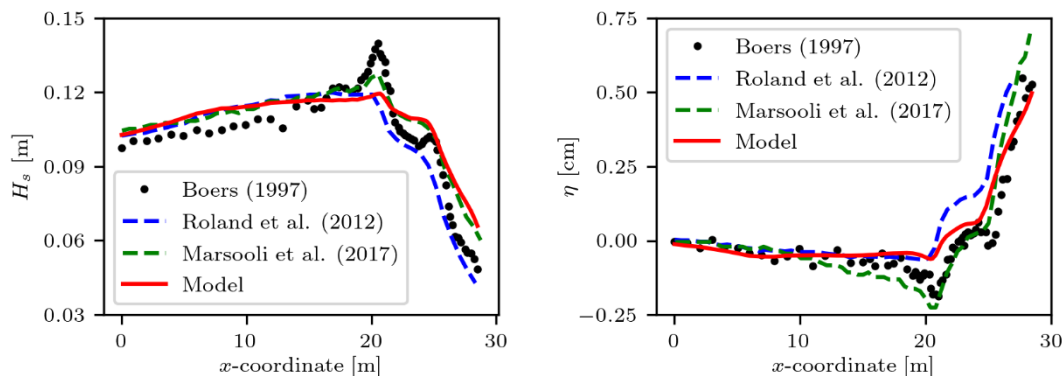 0.15
0.12
0.09
0.06
0.03
H_s [m]
Boers (1997)
Roland et al. (2012)
Marsooli et al. (2017)
Model
0 10 20 30
x-coordinate [m]
0.75
0.50
0.25
0.00
−0.25
η [cm]
Boers (1997)
Roland et al. (2012)
Marsooli et al. (2017)
Model
0 10 20 30
x-coordinate [m]